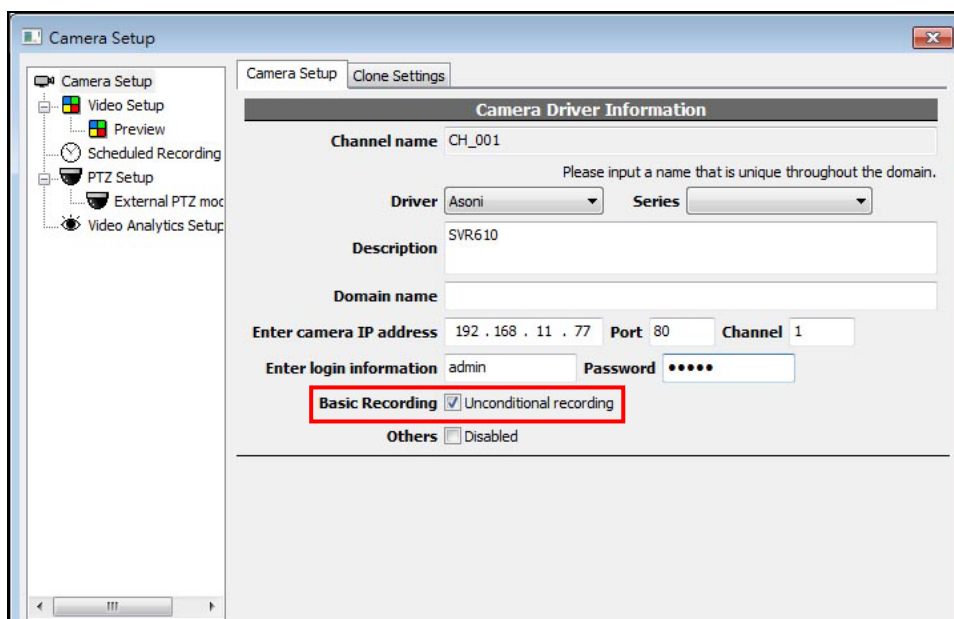 Camera Setup
Camera Setup
Video Setup
Preview
Scheduled Recording
PTZ Setup
External PTZ moc
Video Analytics Setup
Camera Setup Clone Settings
Camera Driver Information
Channel name CH_001
Please input a name that is unique throughout the domain.
Driver Asoni Series
Description SVR610
Domain name
Enter camera IP address 192 . 168 . 11 . 77 Port 80 Channel 1
Enter login information admin Password •••••
Basic Recording Unconditional recording
Others Disabled